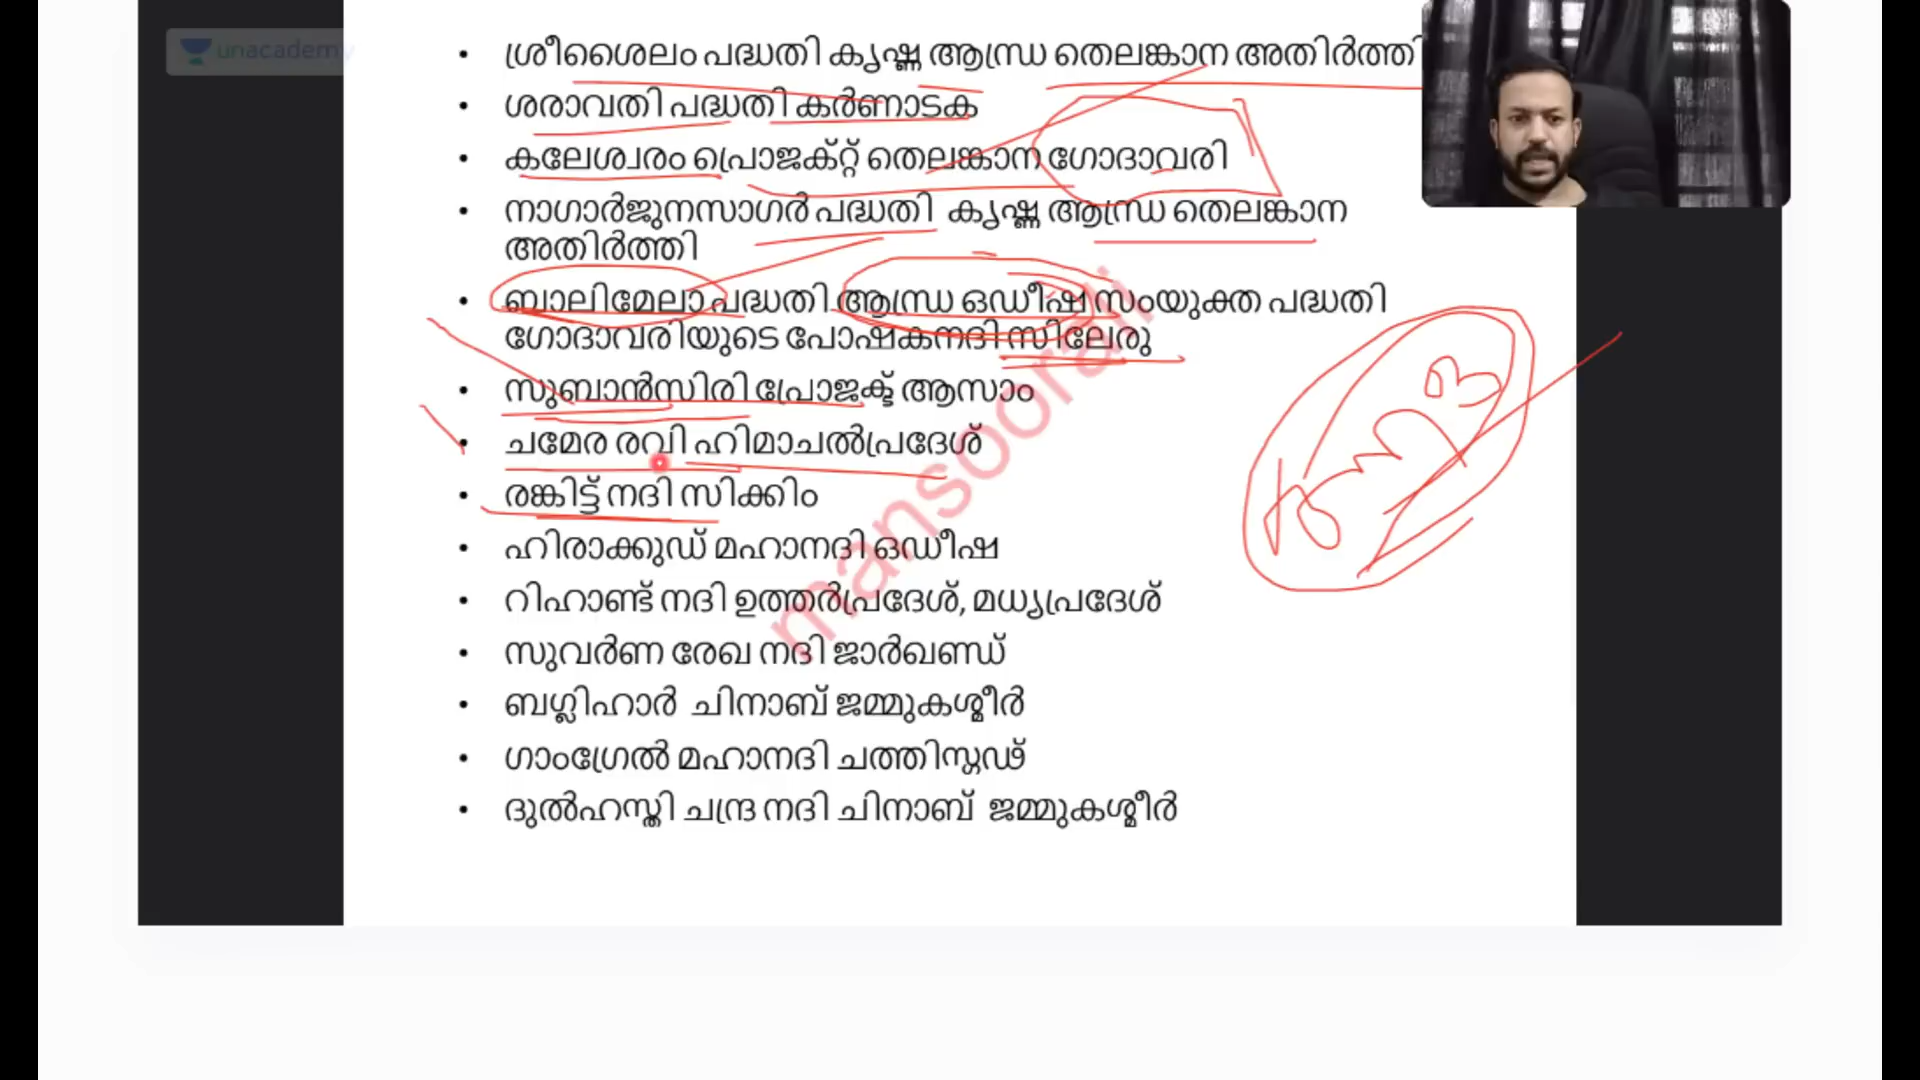 unacademy
• ശ്രീശൈലം പദ്ധതി കൃഷ്ണ ആന്ധ്ര തെലങ്കാന അതിർത്തി
• ശരാവതി പദ്ധതി കർണാടക
• കലേശ്വരം പ്രൊജക്റ്റ് തെലങ്കാന ഗോദാവരി
• നാഗാർജുനസാഗർ പദ്ധതി കൃഷ്ണ ആന്ധ്ര തെലങ്കാന
അതിർത്തി
• ബാലിമേലാ പദ്ധതി ആന്ധ്ര ഒഡീഷ സംയുക്ത പദ്ധതി
ഗോദാവരിയുടെ പോഷകനദി സിലേരു
• സുബാൻസിരി പ്രോജക്ട് ആസാം
• ചമേര രവി ഹിമാചൽപ്രദേശ്
• രങ്കിട്ട് നദി സിക്കിം
• ഹിരാക്കുഡ് മഹാനദി ഒഡീഷ
• റിഹാണ്ട് നദി ഉത്തർപ്രദേശ്, മധ്യപ്രദേശ്
• സുവർണ രേഖ നദി ജാർഖണ്ഡ്
• ബഗ്ലിഹാർ ചിനാബ് ജമ്മുകശ്മീർ
• ഗാംഗ്രേൽ മഹാനദി ചത്തിസ്ഗഢ്
• ദുൽഹസ്തി ചന്ദ്ര നദി ചിനാബ് ജമ്മുകശ്മീർ
mansoorali